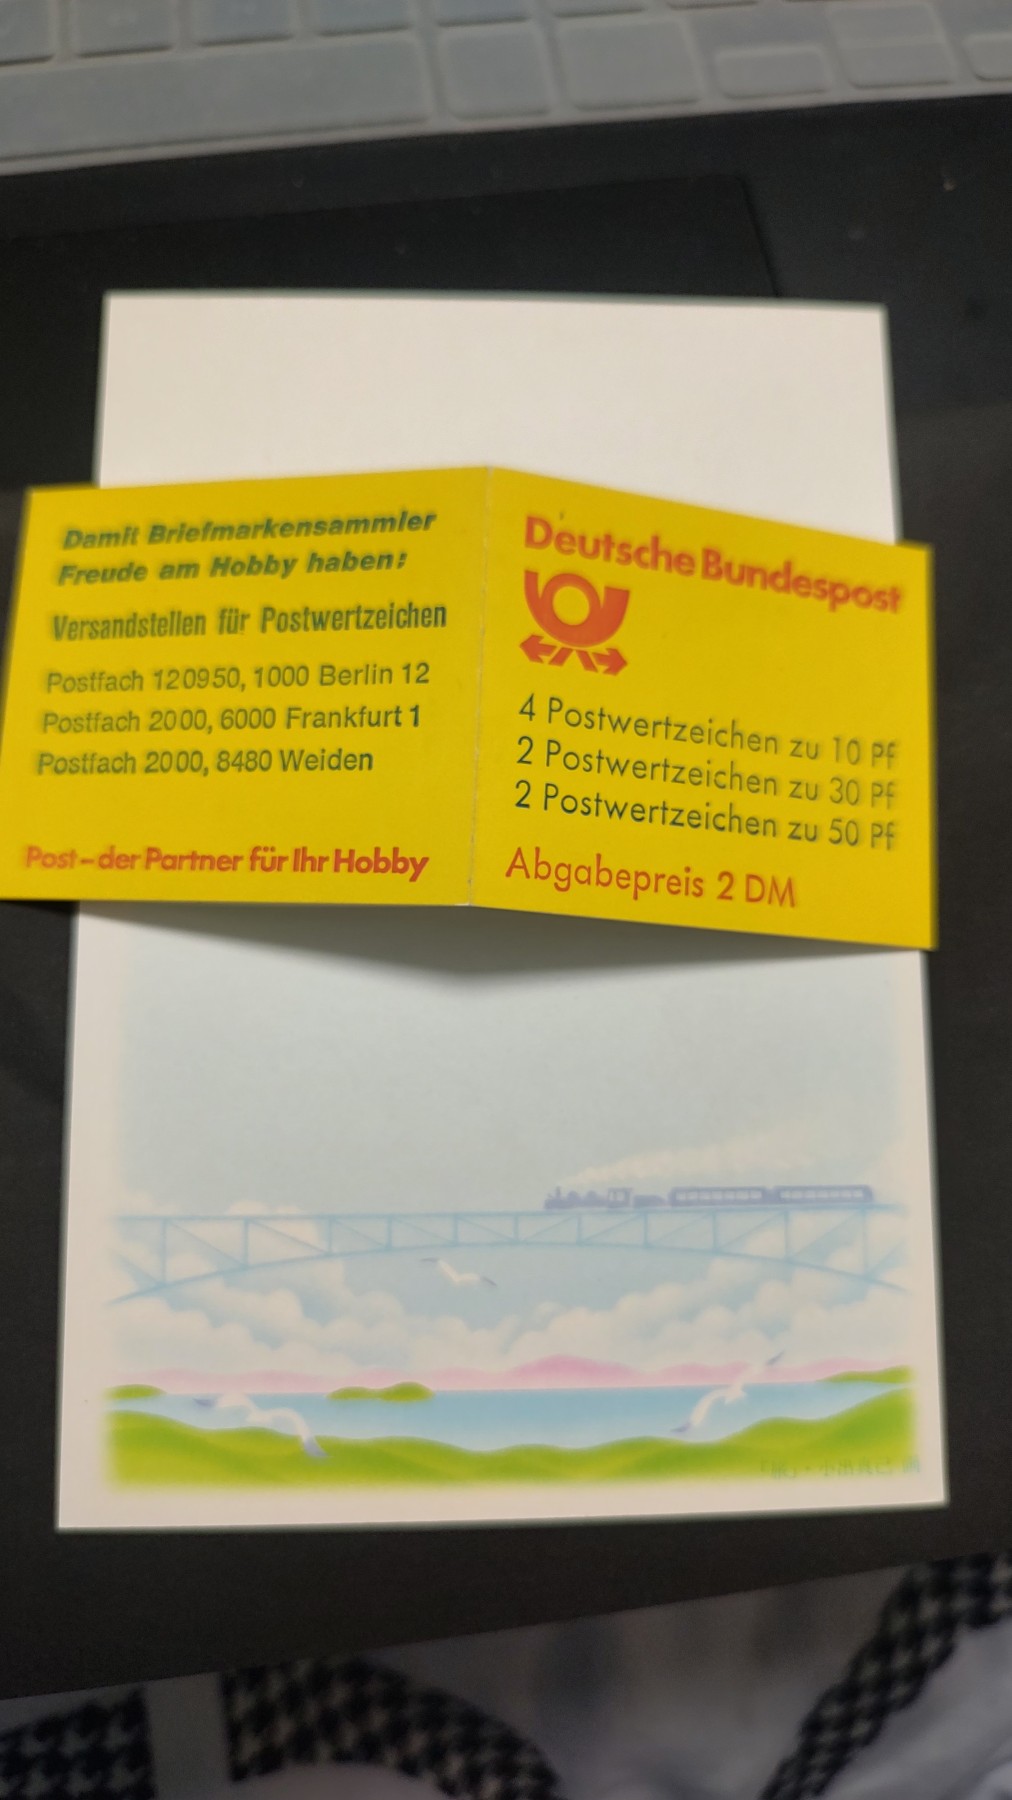 Damit Briefmarkensammler
Freude am Hobby haben:
Versandstellen für Postwertzeichen
Postfach 120950, 1000 Berlin 12
Postfach 2000, 6000 Frankfurt 1
Postfach 2000, 8480 Weiden
Post – der Partner für Ihr Hobby
Deutsche Bundespost
4 Postwertzeichen zu 10 Pf
2 Postwertzeichen zu 30 Pf
2 Postwertzeichen zu 50 Pf
Abgabepreis 2 DM